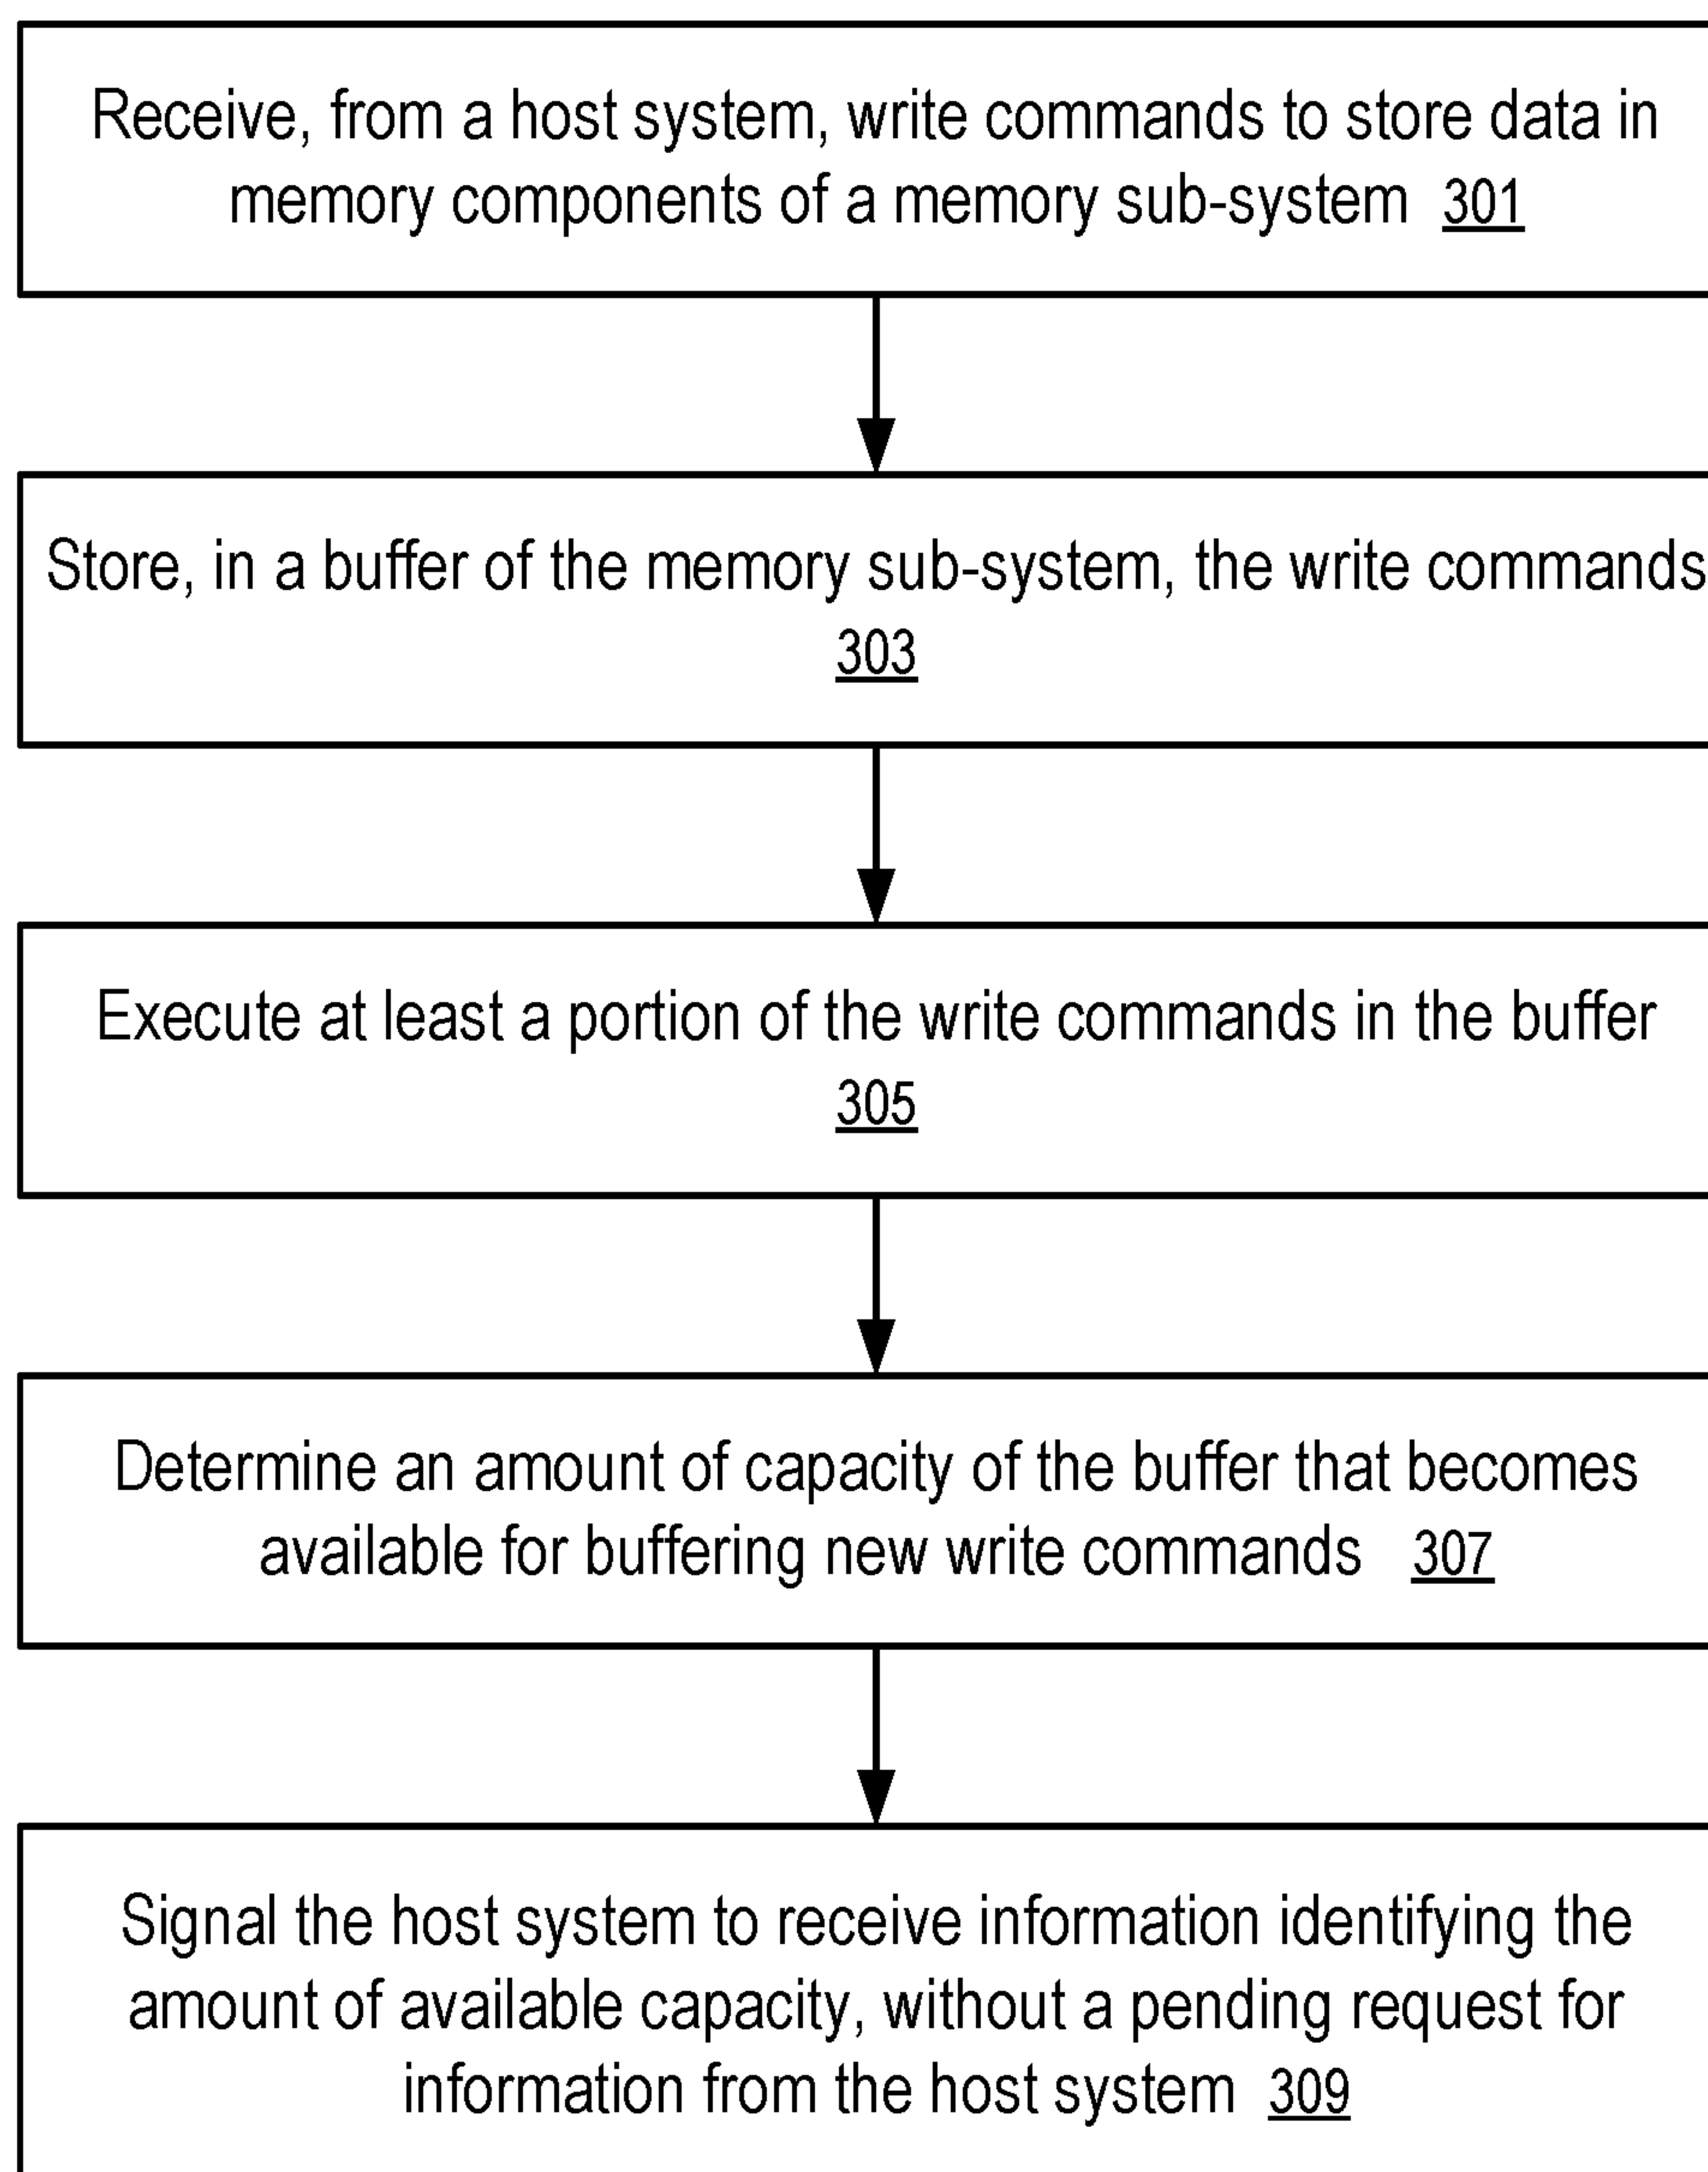 Receive, from a host system, write commands to store data in
memory components of a memory sub-system 301
Store, in a buffer of the memory sub-system, the write commands
303
Execute at least a portion of the write commands in the buffer
305
Determine an amount of capacity of the buffer that becomes
available for buffering new write commands 307
Signal the host system to receive information identifying the
amount of available capacity, without a pending request for
information from the host system 309